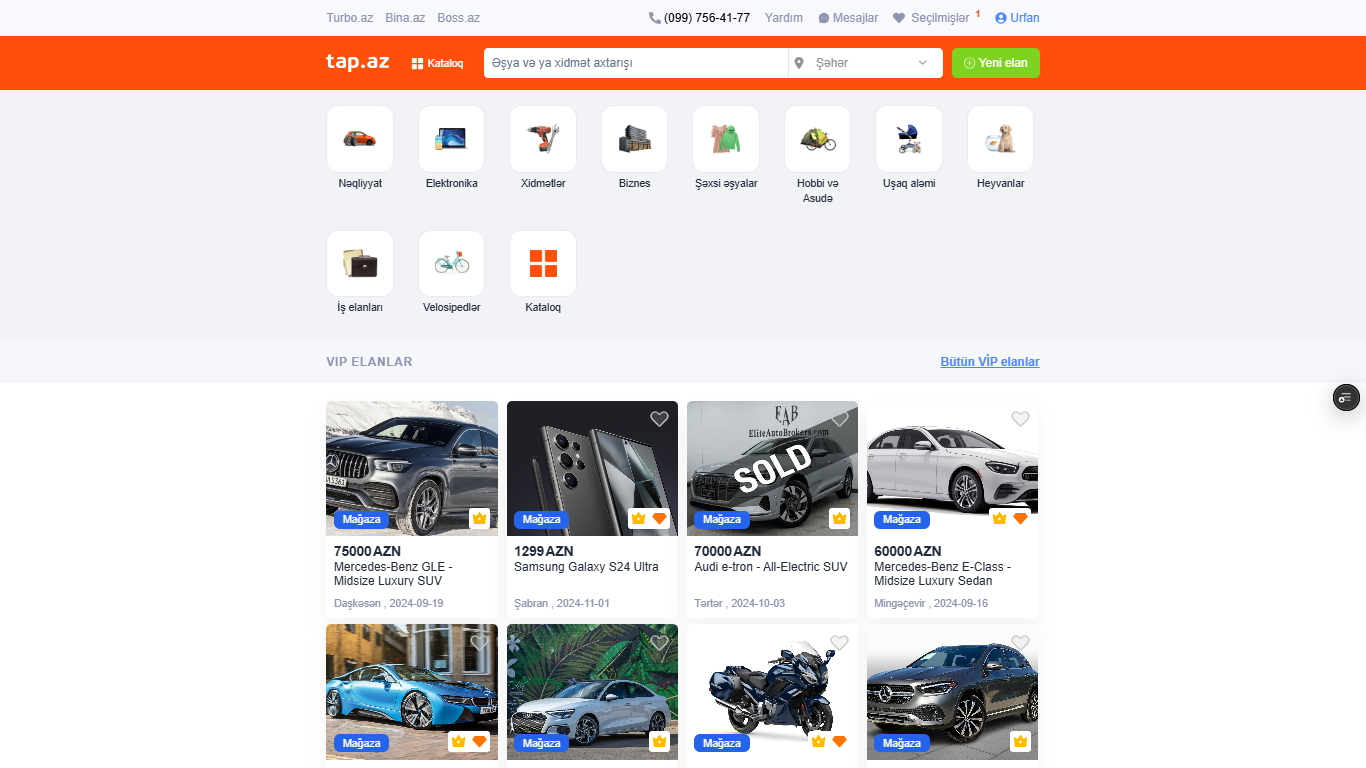 Turbo.az Bina.az Boss.az (099) 756-41-77 Yardım Mesajlar Seçilmişlər 1 Urfan
tap.az Kataloq Əşya və ya xidmət axtarışı Şəhər Yeni elan
Nəqliyyat Elektronika Xidmətlər Biznes Şəxsi əşyalar Hobbi və Uşaq aləmi Heyvanlar
Asudə
İş elanları Velosipedlər Kataloq
VIP ELANLAR Bütün VİP elanlar
EAB
EliteAutoBrokers.com
SOLD
Mağaza Mağaza Mağaza Mağaza
75000 AZN 1299 AZN 70000 AZN 60000 AZN
Mercedes-Benz GLE - Samsung Galaxy S24 Ultra Audi e-tron - All-Electric SUV Mercedes-Benz E-Class -
Midsize Luxury SUV Midsize Luxury Sedan
Daşkəsən , 2024-09-19 Şabran , 2024-11-01 Tərtər , 2024-10-03 Mingəçevir , 2024-09-16
Mağaza Mağaza Mağaza Mağaza